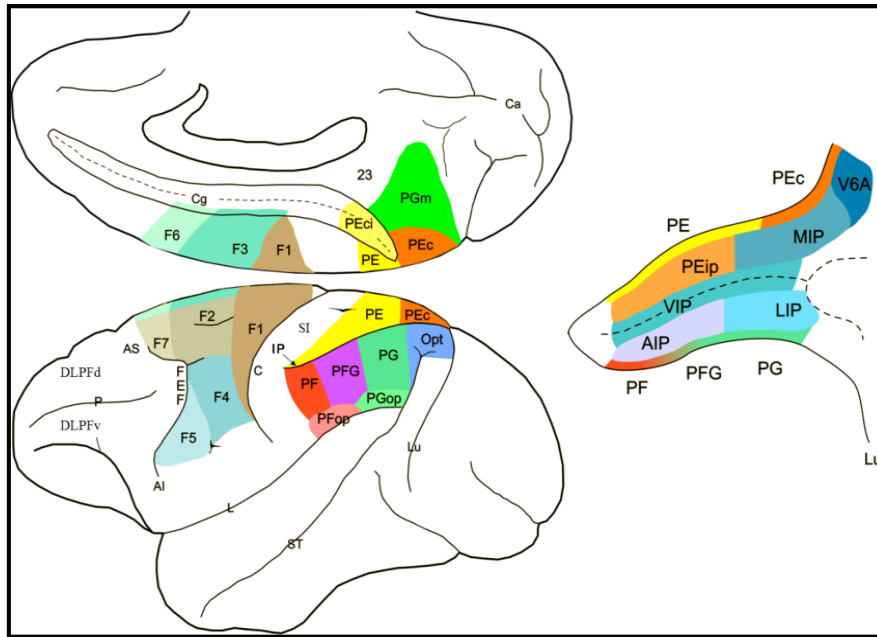 Ca
23
PGm
Cg
PEci
F6
F3
F1
PE
PEc
F2
F1
SI
PE
PEc
AS
F7
IP
Opt
DLPFd
F
E
F
F4
C
PF
PFG
PG
P
PGop
DLPFv
F5
PFop
Lu
AI
L
ST
PEc
V6A
PE
MIP
PEip
VIP
LIP
AIP
PF
PFG
PG
Lu